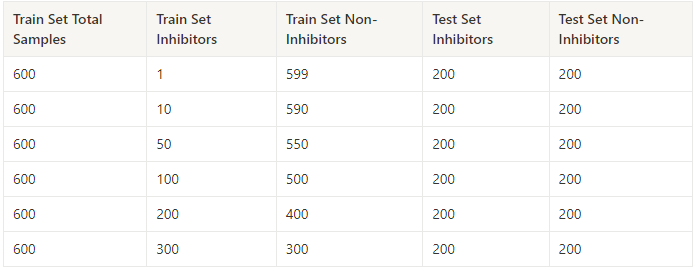 Train Set Total Samples | Train Set Inhibitors | Train Set Non-Inhibitors | Test Set Inhibitors | Test Set Non-Inhibitors
600 | 1 | 599 | 200 | 200
600 | 10 | 590 | 200 | 200
600 | 50 | 550 | 200 | 200
600 | 100 | 500 | 200 | 200
600 | 200 | 400 | 200 | 200
600 | 300 | 300 | 200 | 200